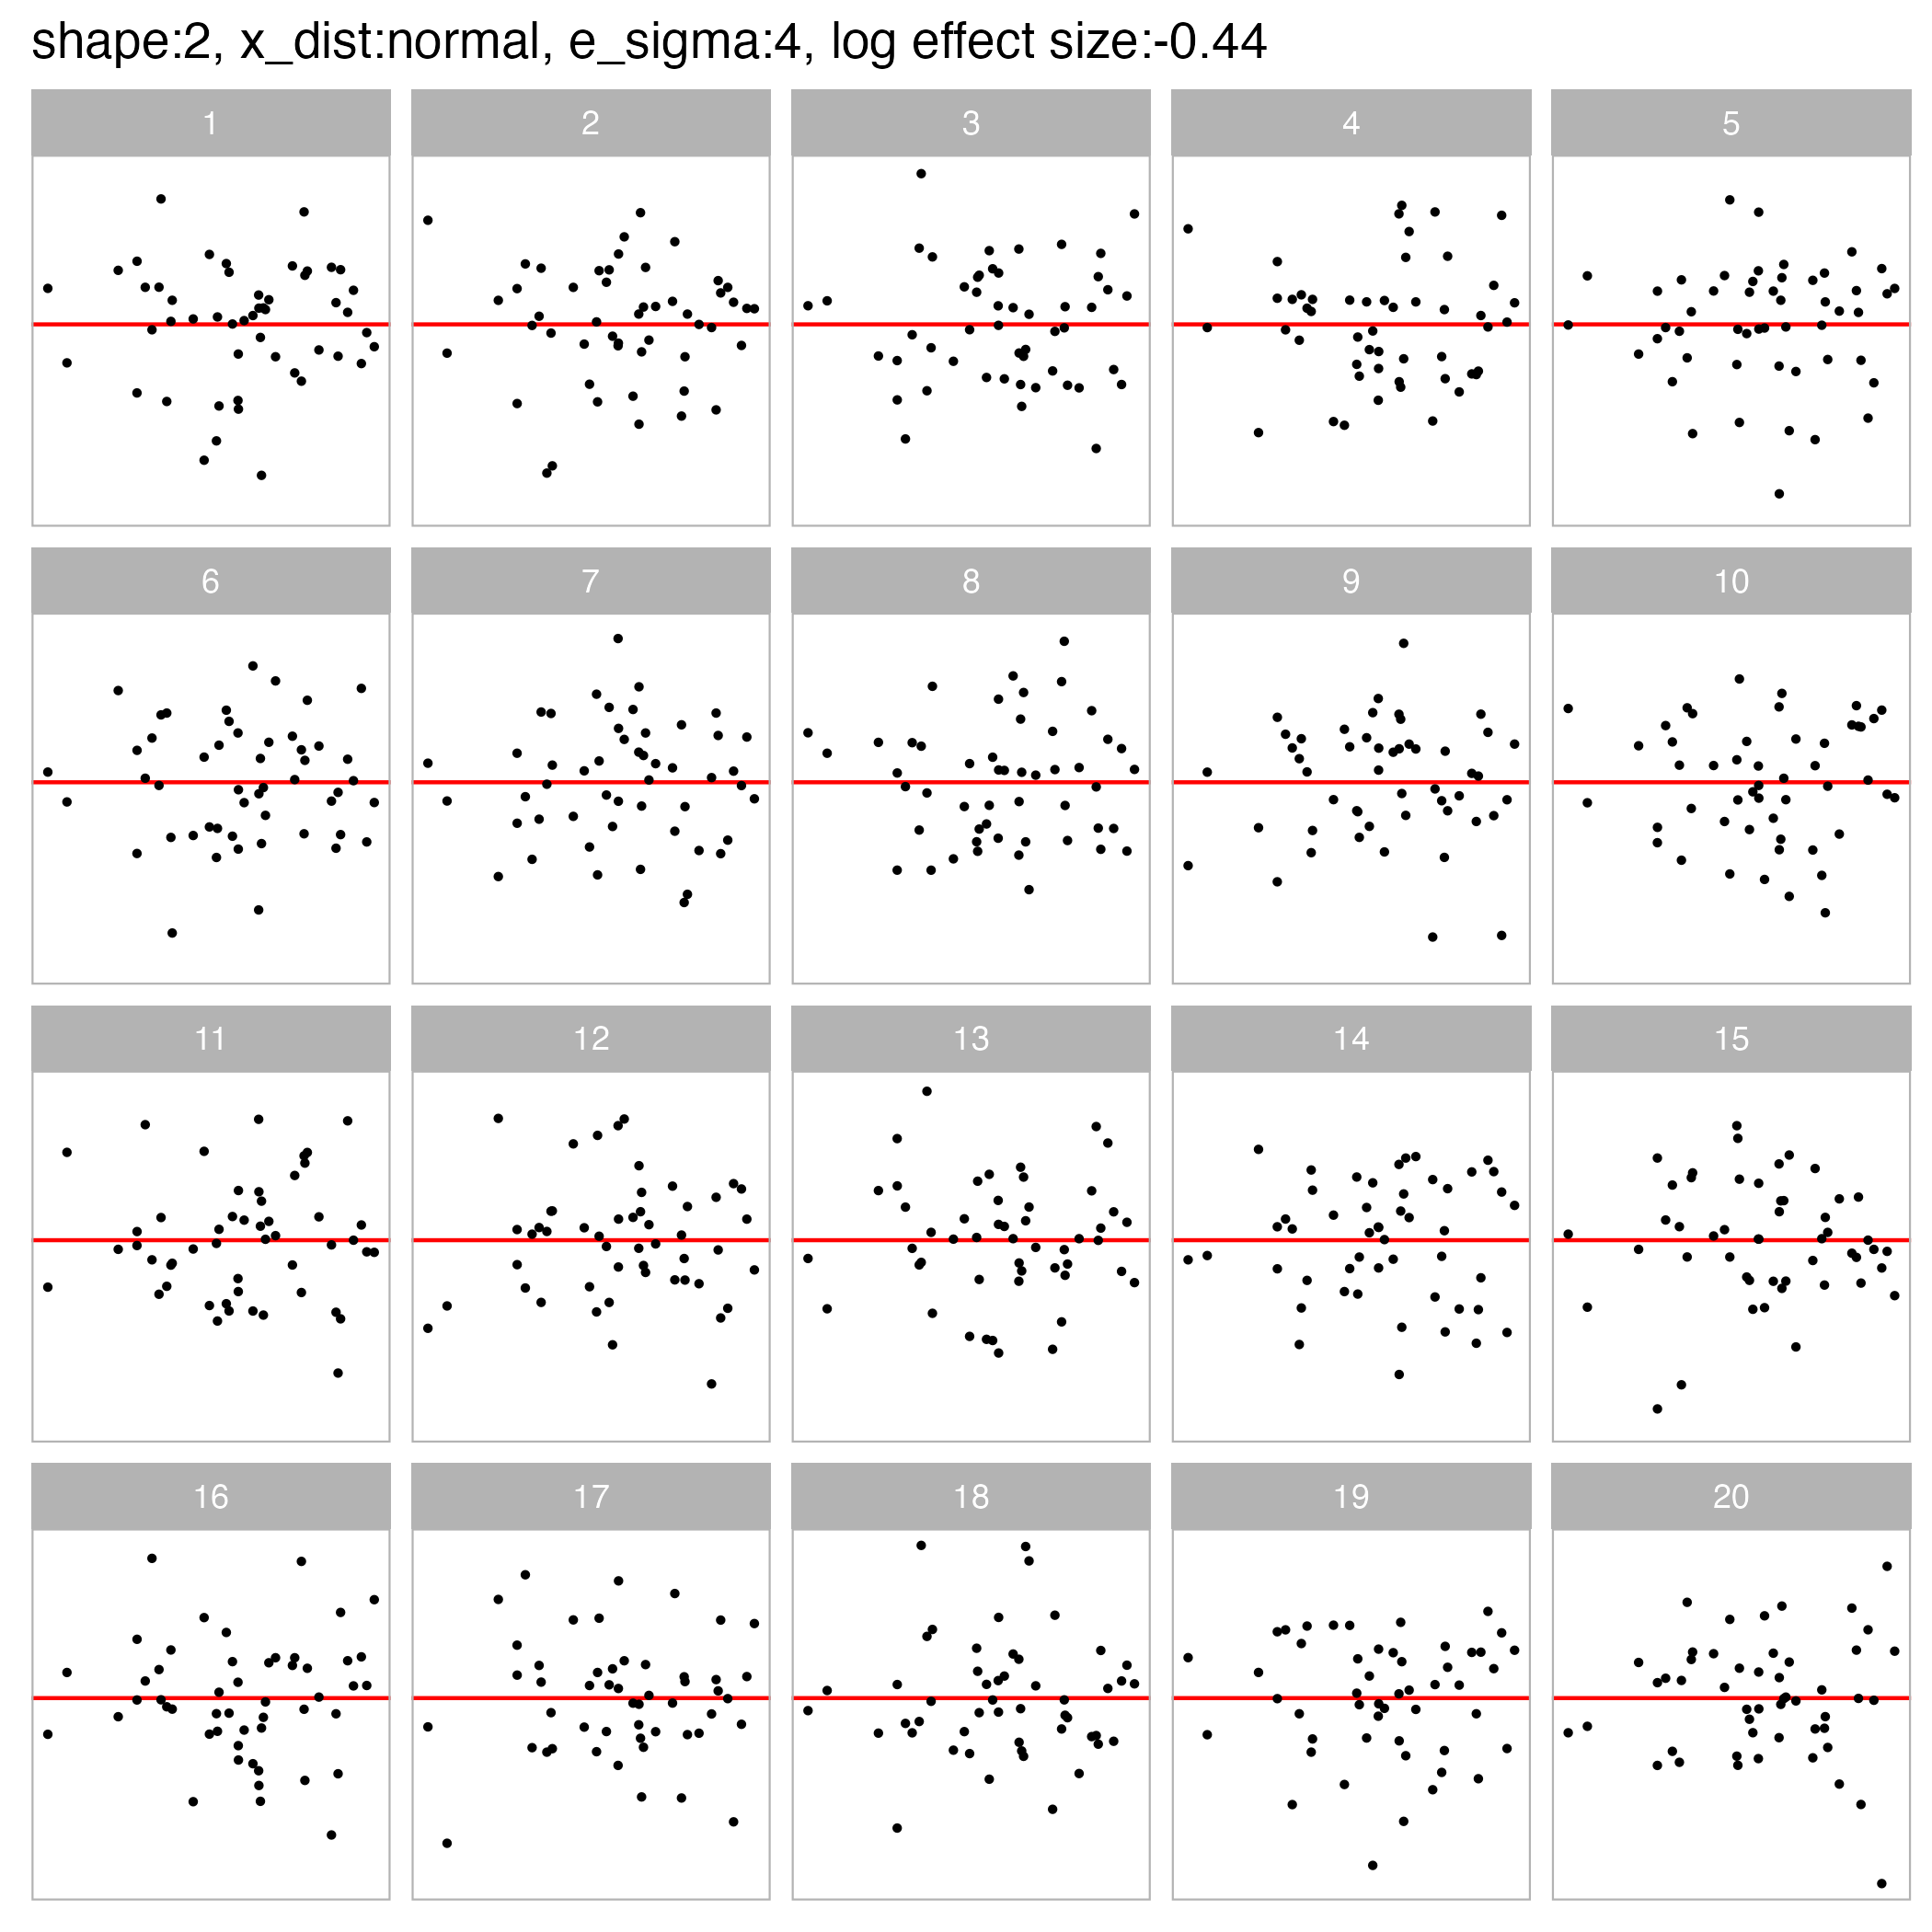 shape:2, x_dist:normal, e_sigma:4, log effect size:-0.44
1 2 3 4 5
6 7 8 9 10
11 12 13 14 15
16 17 18 19 20